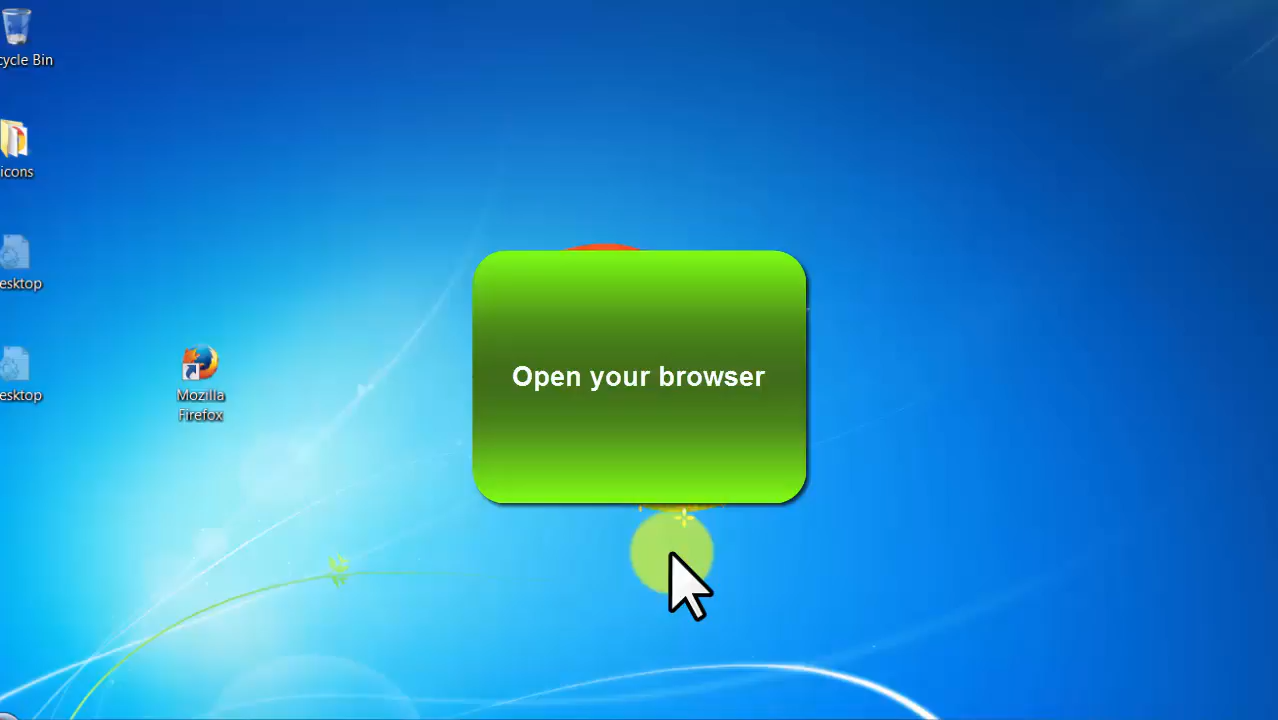 cycle Bin
icons
esktop
esktop
Mozilla
Firefox
Open your browser